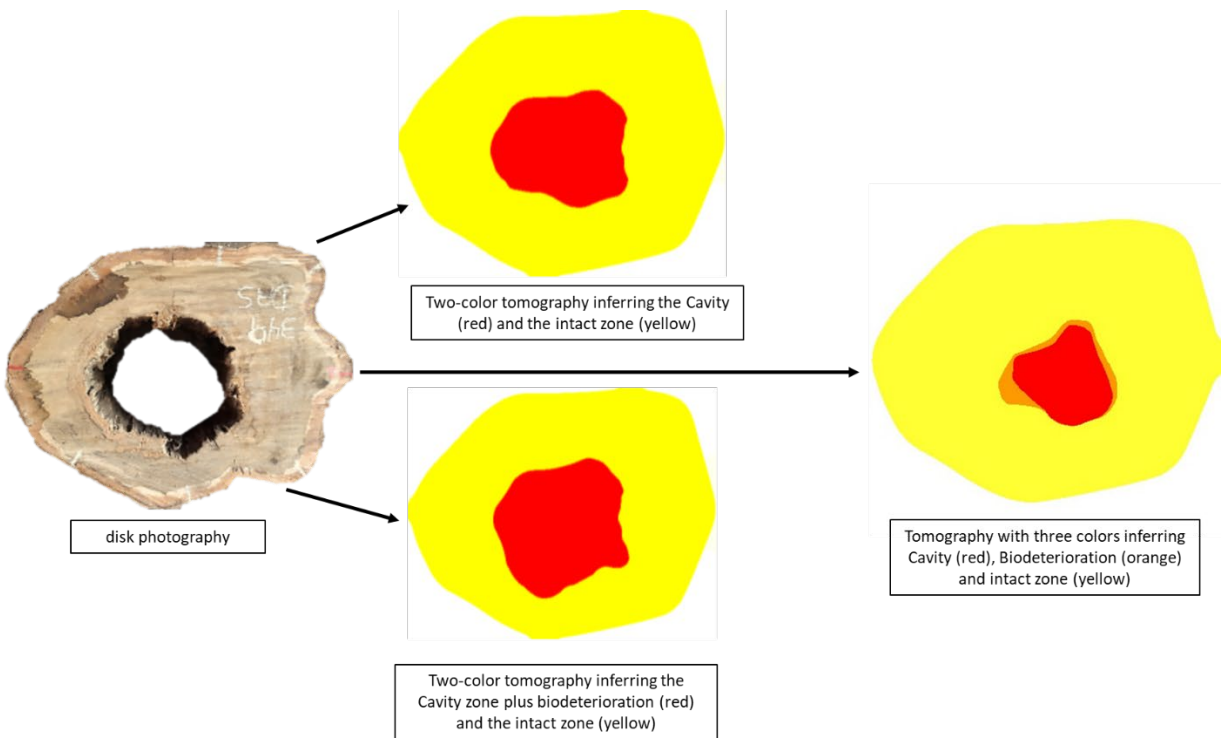 Two-color tomography inferring the Cavity
(red) and the intact zone (yellow)
disk photography
Tomography with three colors inferring
Cavity (red), Biodeterioration (orange)
and intact zone (yellow)
Two-color tomography inferring the
Cavity zone plus biodeterioration (red)
and the intact zone (yellow)